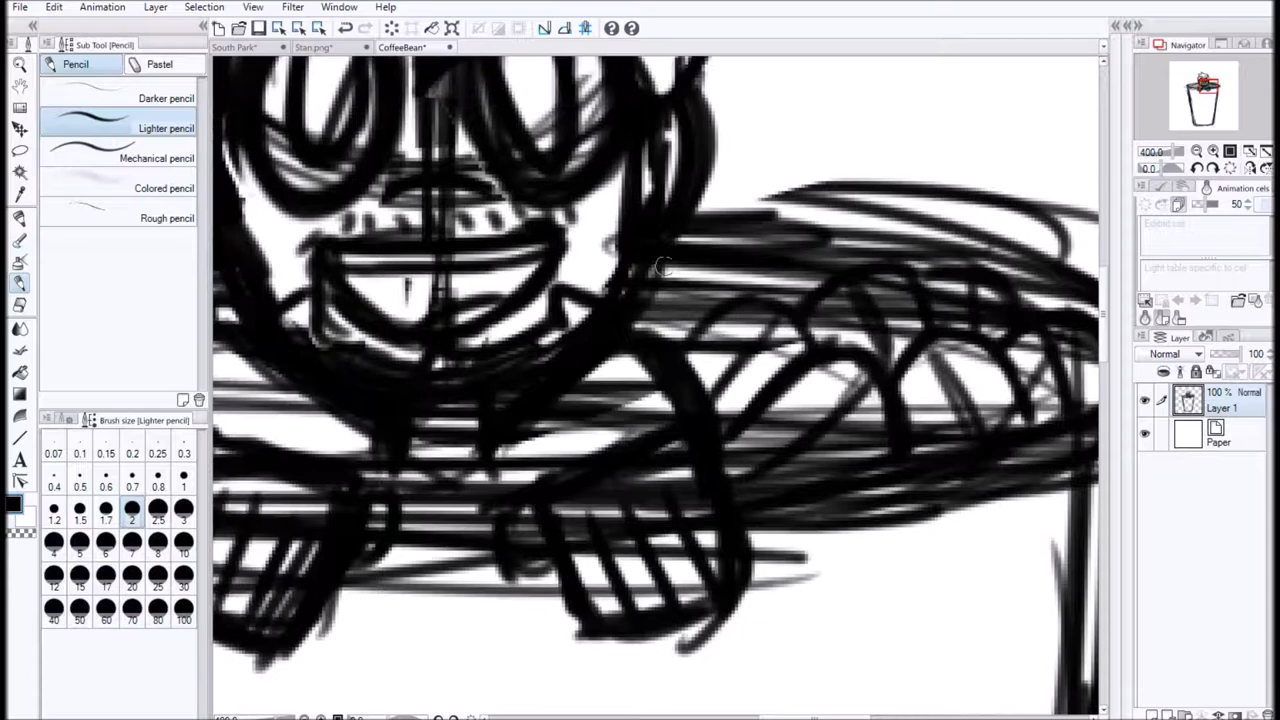 File Edit Animation Layer Selection View Filter Window Help
Sub Tool [Pencil]
South Park* Stan.png* CoffeeBean*
Navigator
Pencil Pastel
Darker pencil
Lighter pencil
Mechanical pencil
Colored pencil
Rough pencil
400.0
0.0
Animation cels
50
Edited cel
Light table specific to cel
Layer
Normal 100
100 % Normal
Layer 1
Paper
Brush size [Lighter pencil]
0.07 0.1 0.15 0.2 0.25 0.3
0.4 0.5 0.6 0.7 0.8 1
1.2 1.5 1.7 2 2.5 3
4 5 6 7 8 10
12 15 17 20 25 30
40 50 60 70 80 100